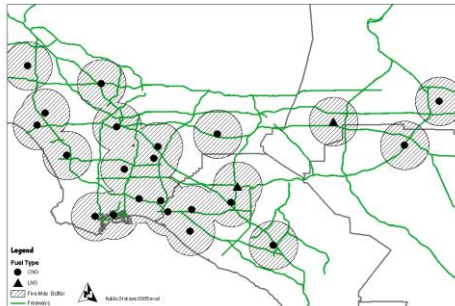 Legend
Fuel Type
CNG
LNG
Five Mile Buffer
Freeways